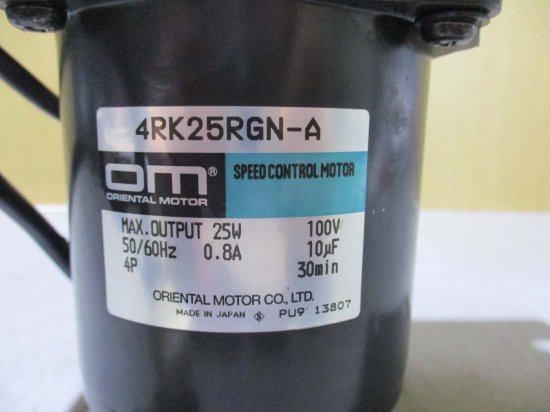 4RK25RGN-A
om® SPEED CONTROL MOTOR
ORIENTAL MOTOR
MAX.OUTPUT 25W 100V
50/60Hz 0.8A 10µF
4P 30min
ORIENTAL MOTOR CO., LTD.
MADE IN JAPAN Ⓢ PU9 13807